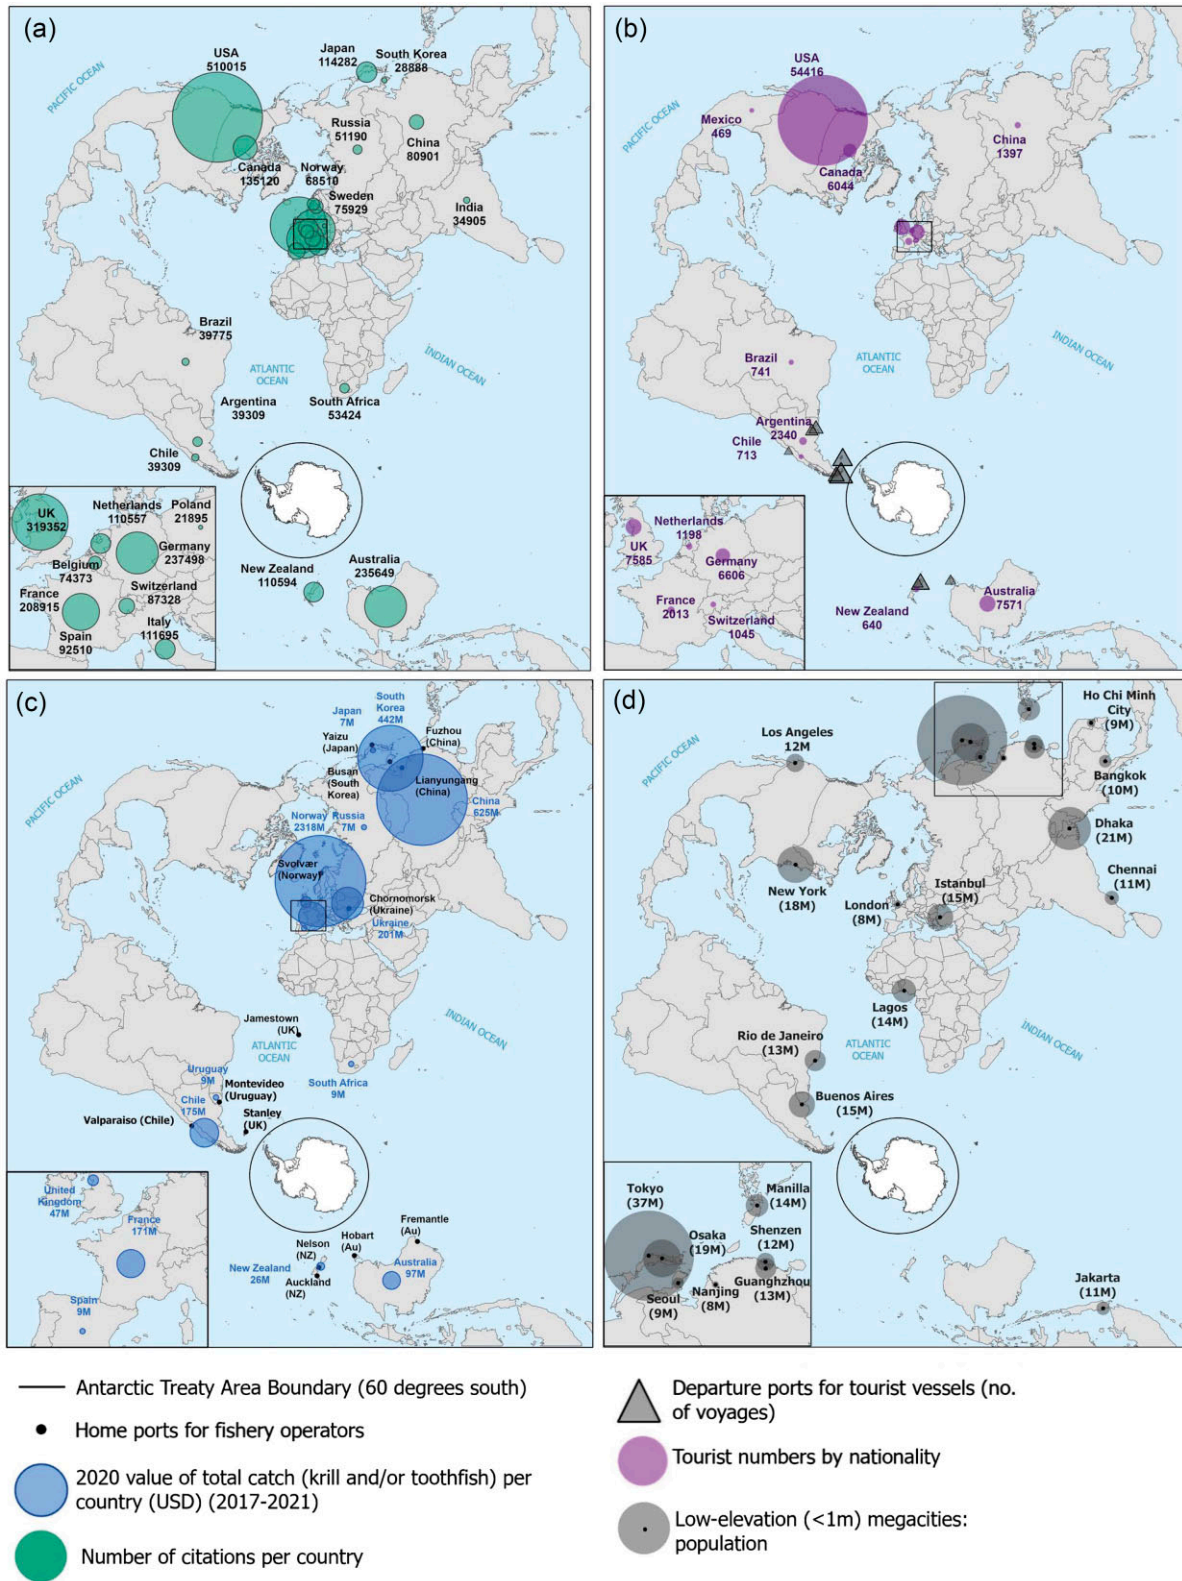 (a)
USA
510015
Japan
114282
South Korea
28888
PACIFIC OCEAN
Russia
51190
China
80901
Canada
135120
Norway
68510
Sweden
75929
India
34905
Brazil
39775
ATLANTIC
OCEAN
INDIAN OCEAN
Argentina
39309
South Africa
53424
Chile
39309
UK
319352
Netherlands
110557
Poland
21895
Belgium
74373
Germany
237498
France
208915
Switzerland
87328
Spain
92510
Italy
111695
New Zealand
110594
Australia
235649
(b)
USA
54416
PACIFIC OCEAN
Mexico
469
China
1397
Canada
6044
Brazil
741
ATLANTIC
OCEAN
INDIAN OCEAN
Argentina
2340
Chile
713
Netherlands
1198
UK
7585
Germany
6606
France
2013
Switzerland
1045
New Zealand
640
Australia
7571
(c)
South
Korea
442M
Japan
7M
Yaizu
(Japan)
Fuzhou
(China)
PACIFIC OCEAN
Busan
(South
Korea)
Lianyungang
(China)
China
625M
Norway
2318M
Russia
7M
Svolvær
(Norway)
Chornomorsk
(Ukraine)
Ukraine
201M
Jamestown
(UK)
ATLANTIC
OCEAN
INDIAN OCEAN
Uruguay
9M
Montevideo
(Uruguay)
South Africa
9M
Chile
175M
Valparaiso (Chile)
Stanley
(UK)
United
Kingdom
47M
France
171M
Spain
9M
Nelson
(NZ)
Hobart
(Au)
Fremantle
(Au)
New Zealand
26M
Auckland
(NZ)
Australia
97M
(d)
Ho Chi Minh
City
(9M)
Los Angeles
12M
PACIFIC OCEAN
Bangkok
(10M)
Dhaka
(21M)
New York
(18M)
Chennai
(11M)
London
(8M)
Istanbul
(15M)
Lagos
(14M)
Rio de Janeiro
(13M)
ATLANTIC
OCEAN
INDIAN OCEAN
Buenos Aires
(15M)
Tokyo
(37M)
Manilla
(14M)
Osaka
(19M)
Shenzen
(12M)
Seoul
(9M)
Nanjing
(8M)
Guanghzhou
(13M)
Jakarta
(11M)
Antarctic Treaty Area Boundary (60 degrees south)
Home ports for fishery operators
2020 value of total catch (krill and/or toothfish) per
country (USD) (2017-2021)
Number of citations per country
Departure ports for tourist vessels (no.
of voyages)
Tourist numbers by nationality
Low-elevation (<1m) megacities:
population